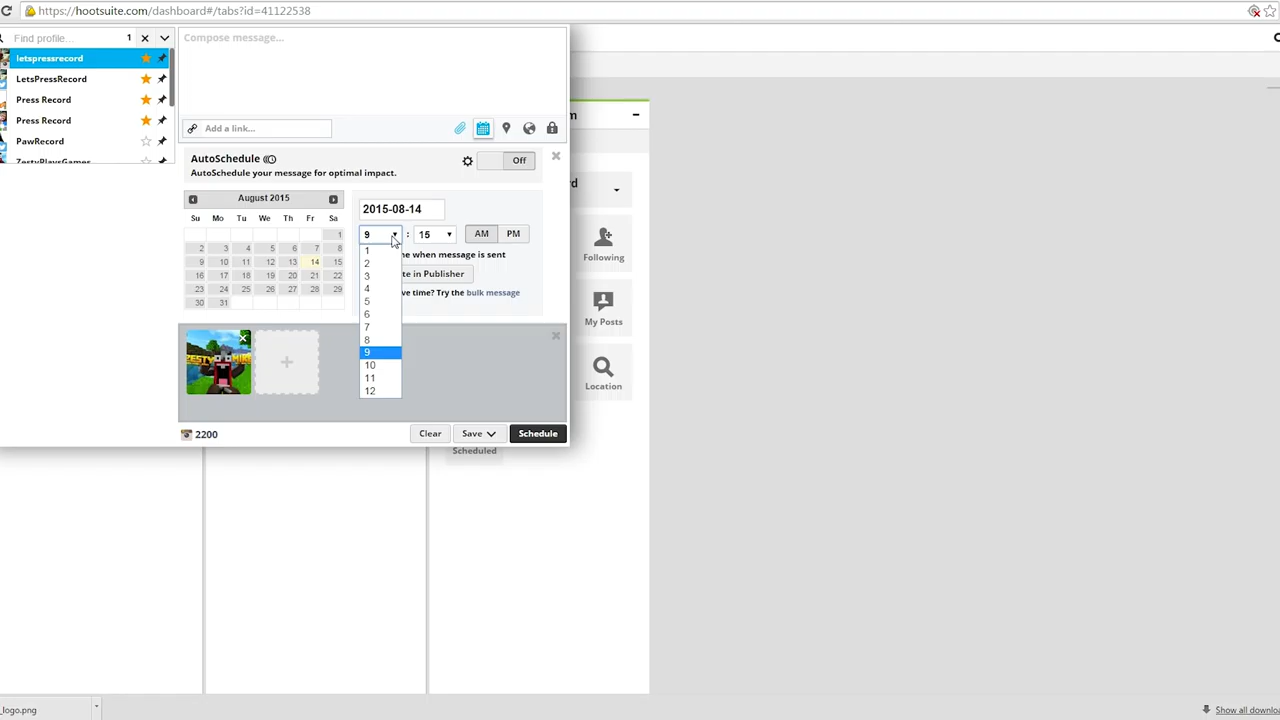 https://hootsuite.com/dashboard#/tabs?id=41122538
Find profile... 1
letspressrecord
LetsPressRecord
Press Record
Press Record
PawRecord
ZestyPlaysGames
Compose message...
Add a link...
AutoSchedule
AutoSchedule your message for optimal impact.
Off
August 2015
Su Mo Tu We Th Fr Sa
1
2 3 4 5 6 7 8
9 10 11 12 13 14 15
16 17 18 19 20 21 22
23 24 25 26 27 28 29
30 31
2015-08-14
9 : 15 AM PM
1
2
3
4
5
6
7
8
9
10
11
12
me when message is sent
te in Publisher
ve time? Try the bulk message
2200
Clear
Save
Schedule
Scheduled
m
rd
Following
My Posts
Location
_logo.png
Show all downlo